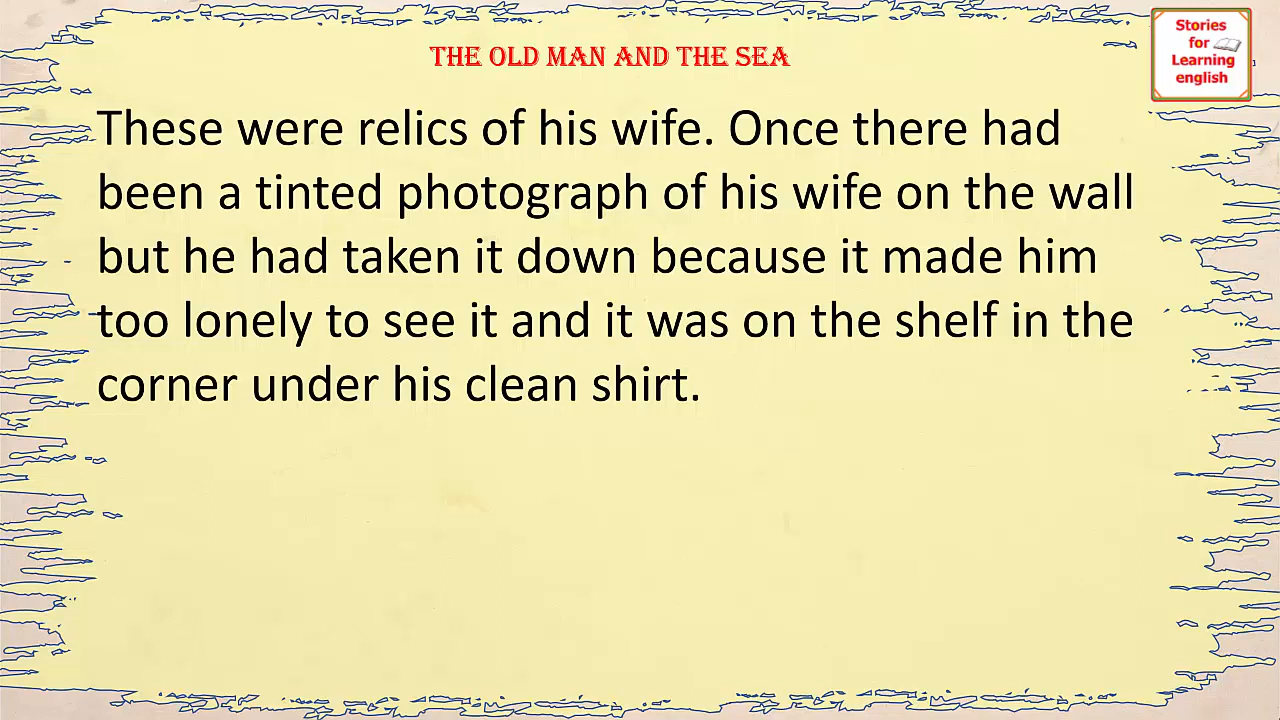 THE OLD MAN AND THE SEA
Stories
for
Learning
english
These were relics of his wife. Once there had
been a tinted photograph of his wife on the wall
but he had taken it down because it made him
too lonely to see it and it was on the shelf in the
corner under his clean shirt.